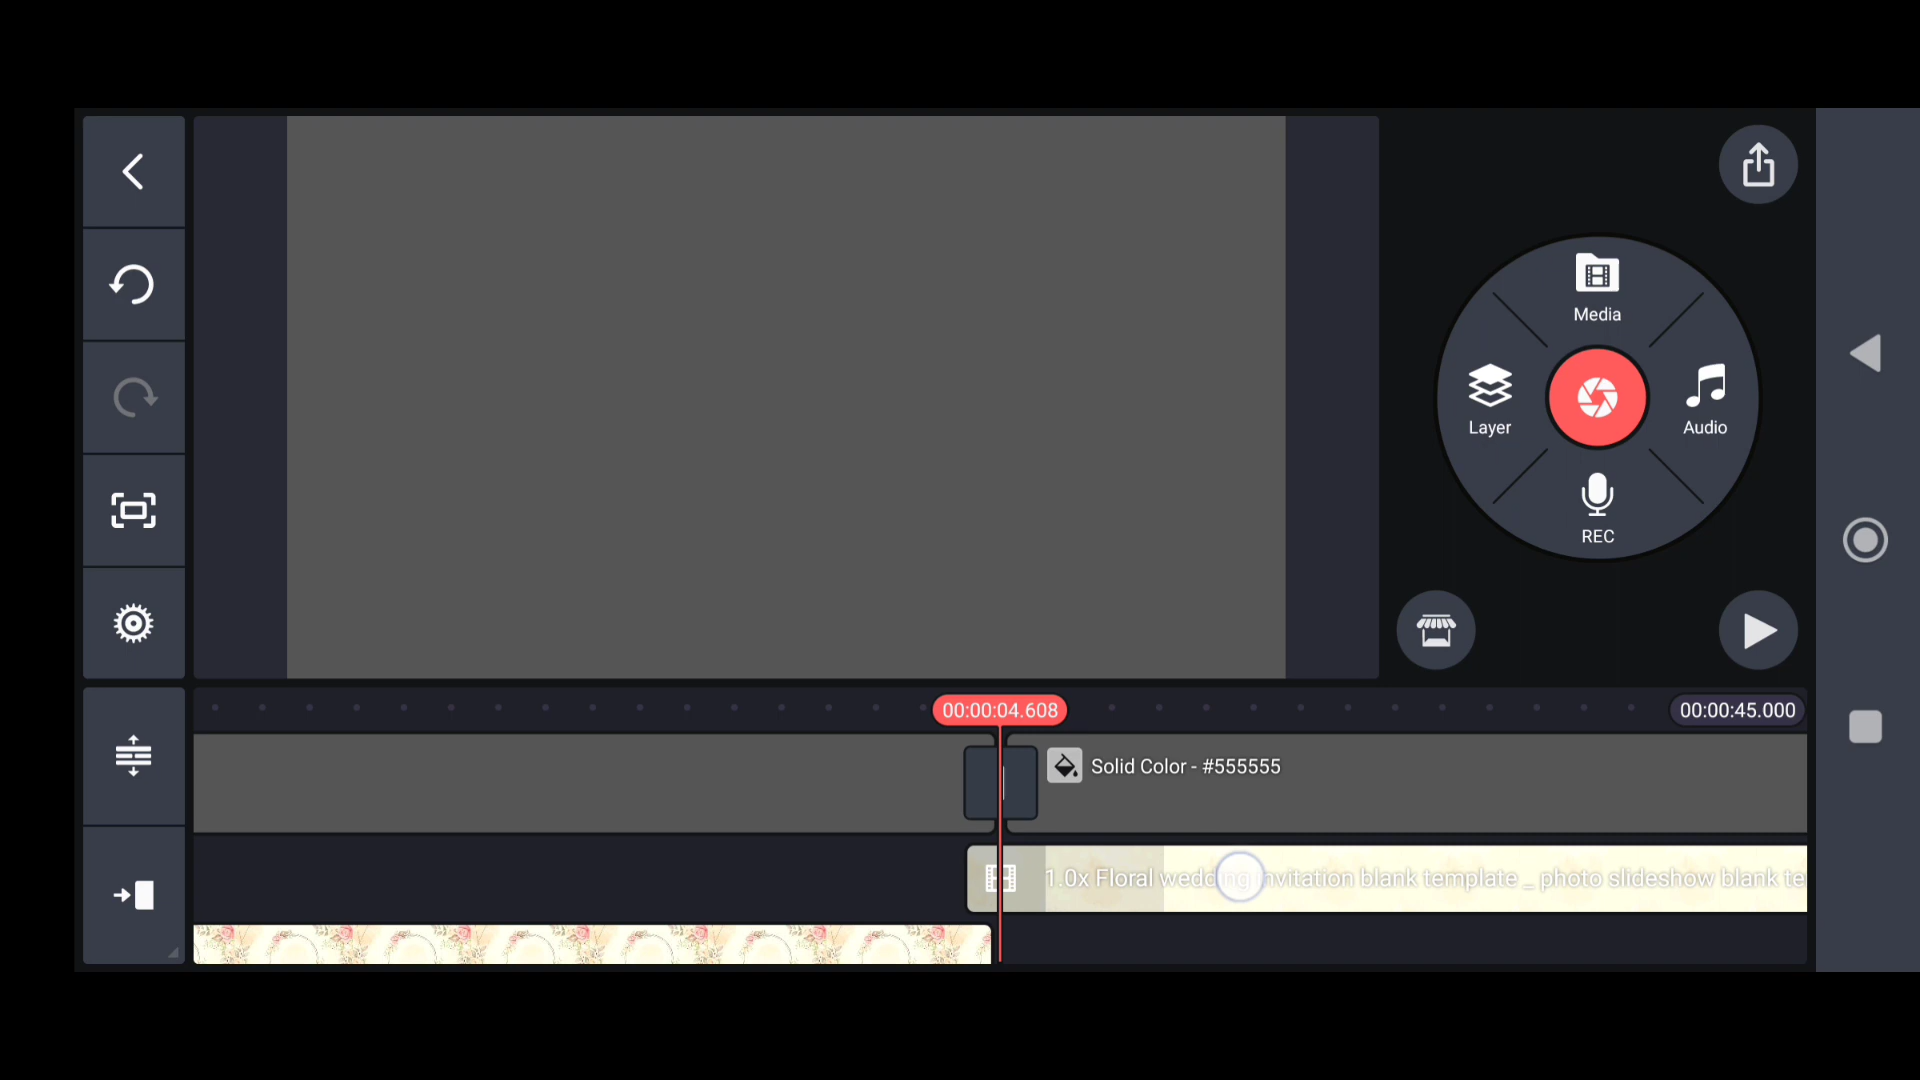 Media
Layer
Audio
REC
00:00:04.608
00:00:45.000
Solid Color - #555555
1.0x Floral wedding invitation blank template _ photo slideshow blank te